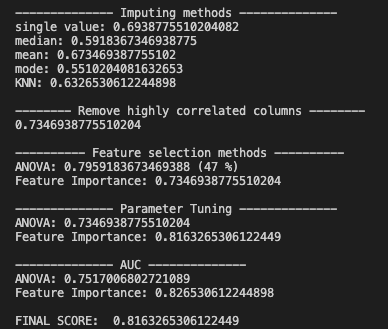 -------------- Imputing methods --------------
single value: 0.6938775510204082
median: 0.5918367346938775
mean: 0.673469387755102
mode: 0.5510204081632653
KNN: 0.6326530612244898
-------- Remove highly correlated columns --------
0.7346938775510204
---------- Feature selection methods ----------
ANOVA: 0.7959183673469388 (47 %)
Feature Importance: 0.7346938775510204
-------------- Parameter Tuning --------------
ANOVA: 0.7346938775510204
Feature Importance: 0.8163265306122449
-------------- AUC --------------
ANOVA: 0.7517006802721089
Feature Importance: 0.826530612244898
FINAL SCORE:  0.8163265306122449